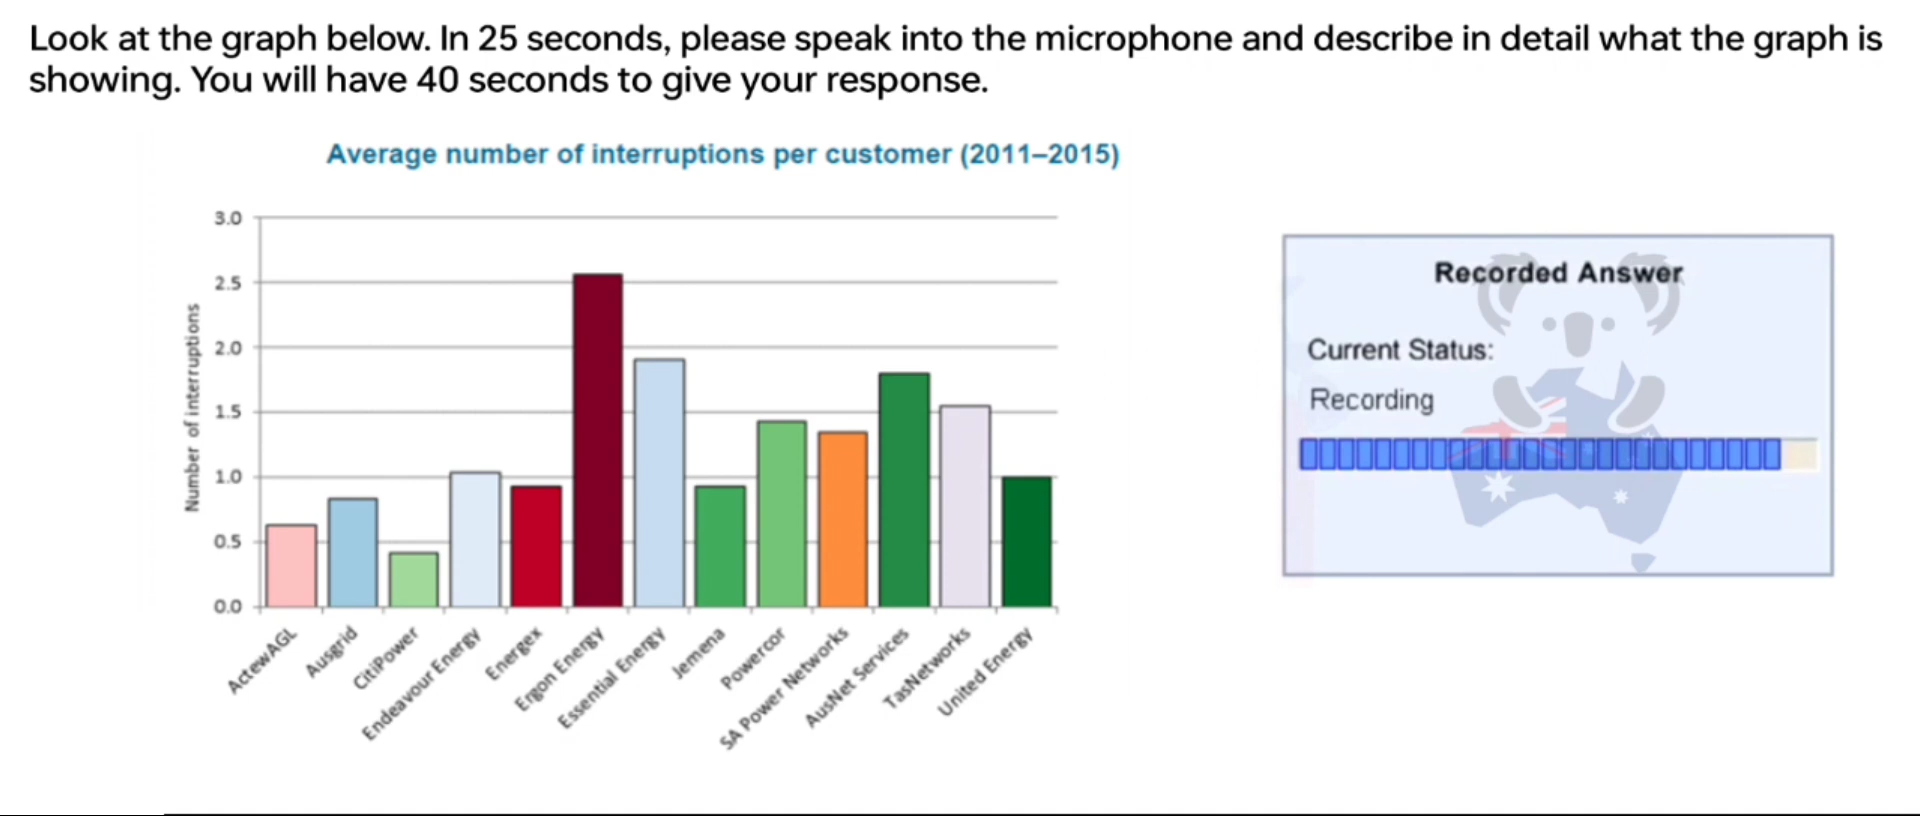 Look at the graph below. In 25 seconds, please speak into the microphone and describe in detail what the graph is
showing. You will have 40 seconds to give your response.
Average number of interruptions per customer (2011–2015)
Number of interruptions
3.0
2.5
2.0
1.5
1.0
0.5
0.0
ActewAGL
Ausgrid
CitiPower
Endeavour Energy
Energex
Ergon Energy
Essential Energy
Jemena
Powercor
SA Power Networks
AusNet Services
TasNetworks
United Energy
Recorded Answer
Current Status:
Recording